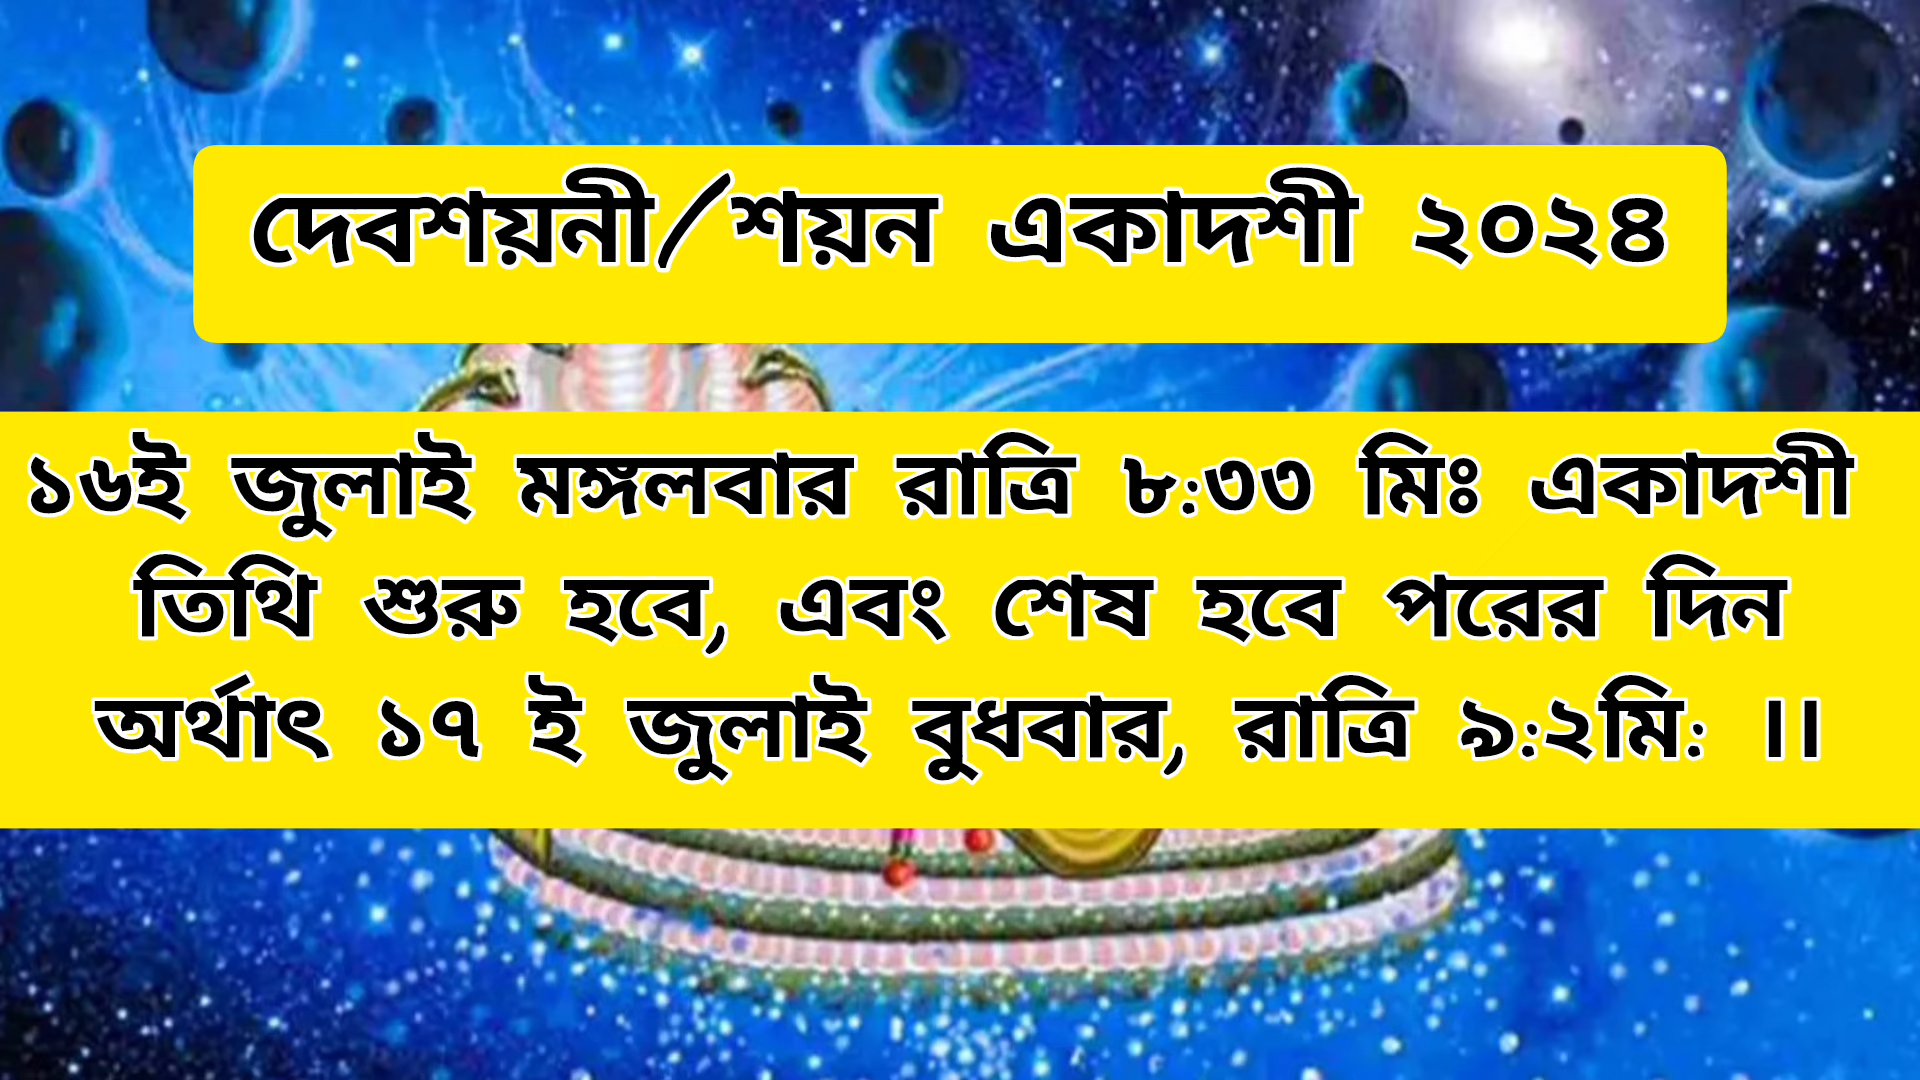 দেবশয়নী/শয়ন একাদশী ২০২৪
১৬ই জুলাই মঙ্গলবার রাত্রি ৮:৩৩ মিঃ একাদশী
তিথি শুরু হবে, এবং শেষ হবে পরের দিন
অর্থাৎ ১৭ ই জুলাই বুধবার, রাত্রি ৯:২মি: ।।